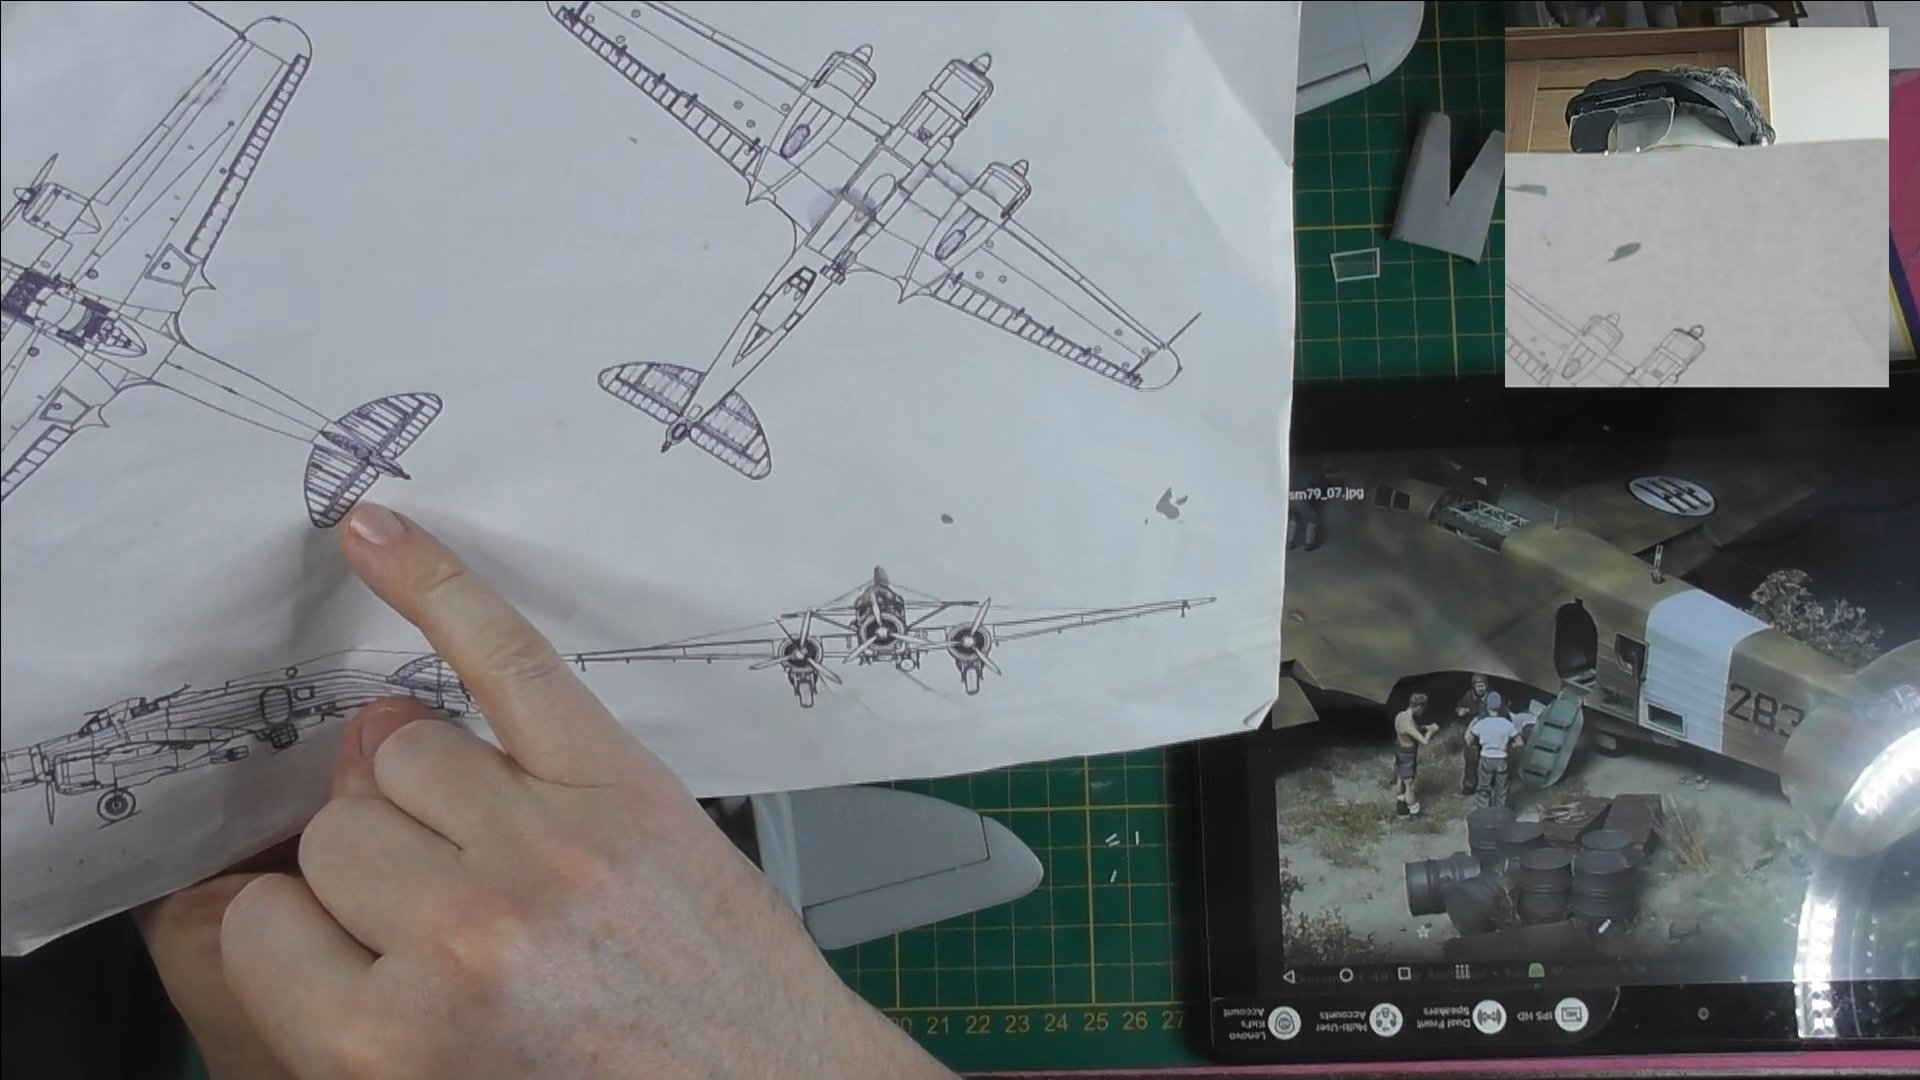 sm79_07.jpg
283
20 21 22 23 24 25 26 27
Lenovo
Kid's
Account
Multi-User
Accounts
Dual Front
Speakers
IPS HD